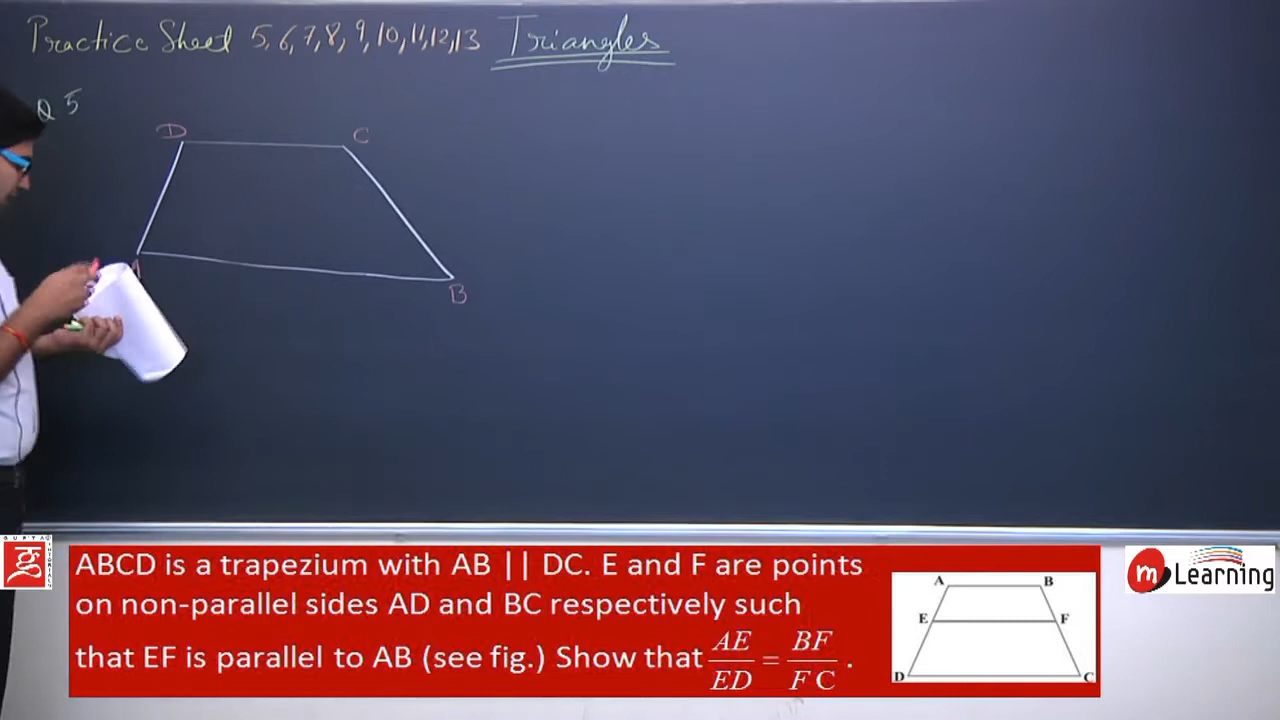 Practice Sheet 5, 6, 7, 8, 9, 10, 11, 12, 13 Triangles
Q 5
D C
A
B
GUPTA TUTORIALS
ABCD is a trapezium with AB || DC. E and F are points
on non-parallel sides AD and BC respectively such
that EF is parallel to AB (see fig.) Show that AE/ED = BF/FC .
A B
E F
D C
m Learning